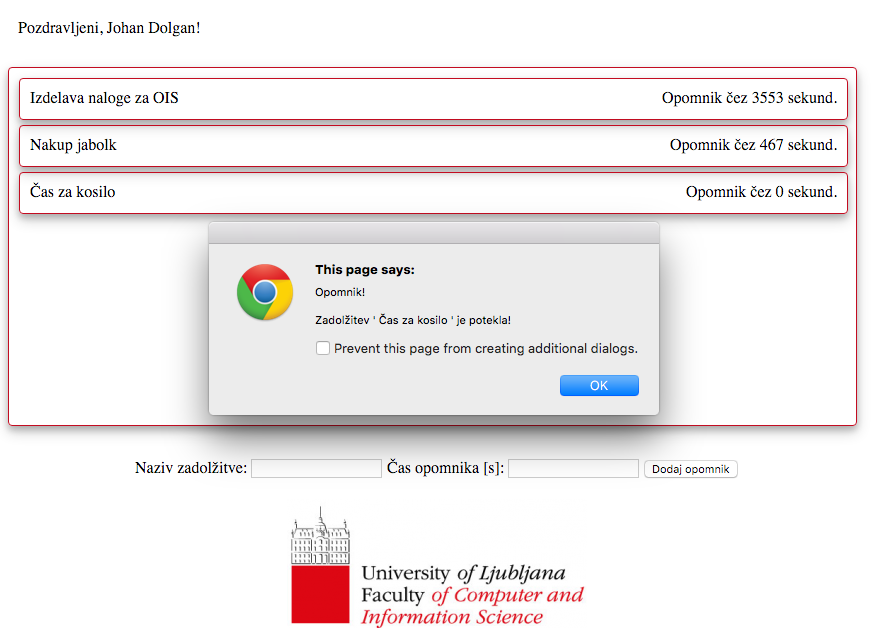 Pozdravljeni, Johan Dolgan!
Izdelava naloge za OIS Opomnik čez 3553 sekund.
Nakup jabolk Opomnik čez 467 sekund.
Čas za kosilo Opomnik čez 0 sekund.
This page says:
Opomnik!
Zadolžitev ' Čas za kosilo ' je potekla!
Prevent this page from creating additional dialogs.
OK
Naziv zadolžitve: Čas opomnika [s]: Dodaj opomnik
University of Ljubljana
Faculty of Computer and
Information Science